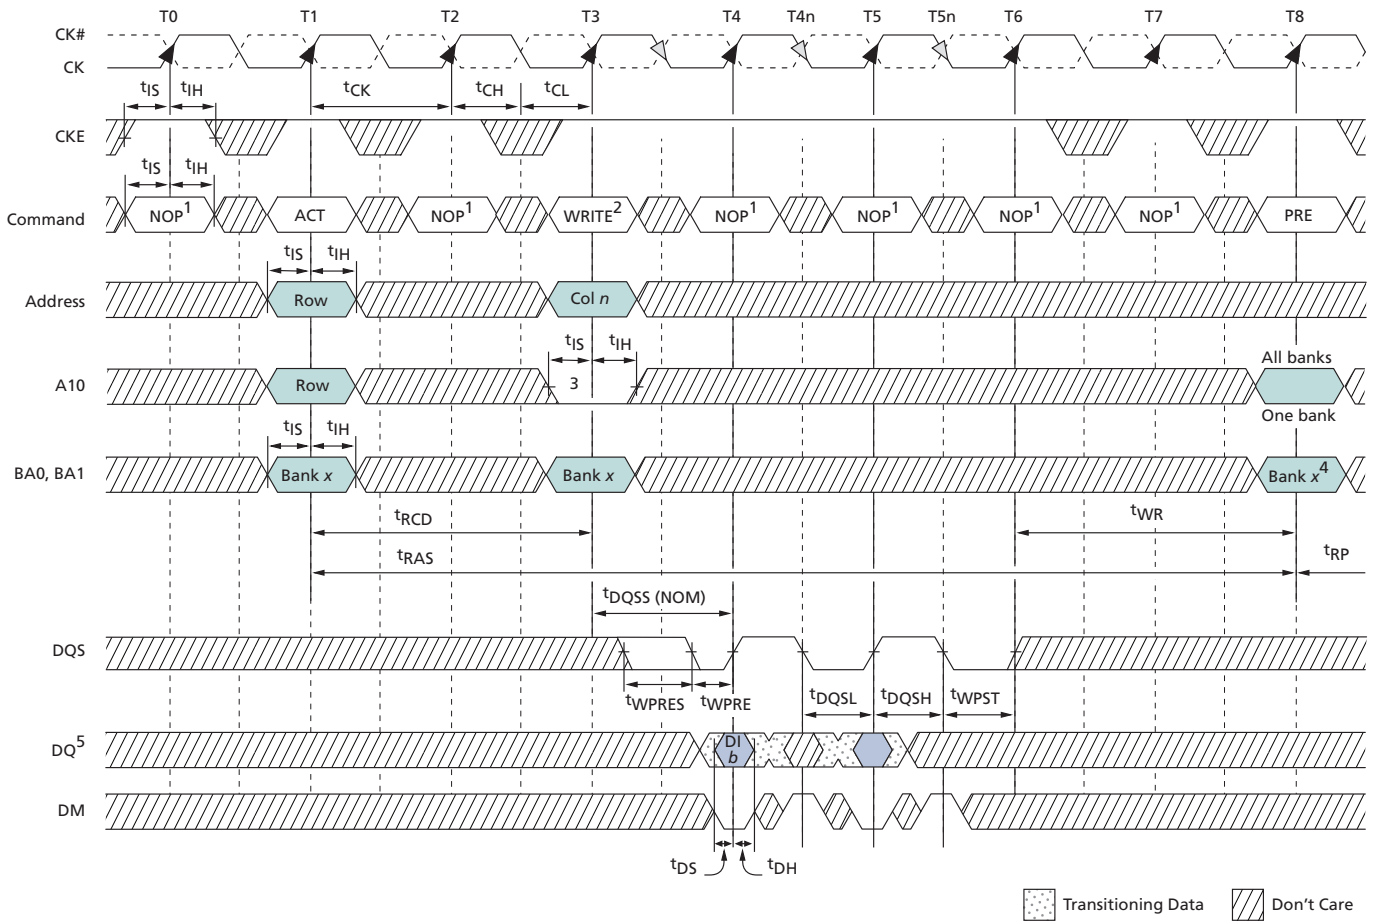 T0 T1 T2 T3 T4 T4n T5 T5n T6 T7 T8
CK#
CK
tIS tIH tCK tCH tCL
CKE
tIS tIH
Command NOP1 ACT NOP1 WRITE2 NOP1 NOP1 NOP1 NOP1 PRE
tIS tIH
Address Row Col n
tIS tIH
All banks
A10 Row 3
One bank
tIS tIH
BA0, BA1 Bank x Bank x Bank x4
tRCD tWR
tRAS tRP
tDQSS (NOM)
DQS
tWPRES tWPRE tDQSL tDQSH tWPST
DQ5 DI
b
DM
tDS tDH
Transitioning Data Don't Care